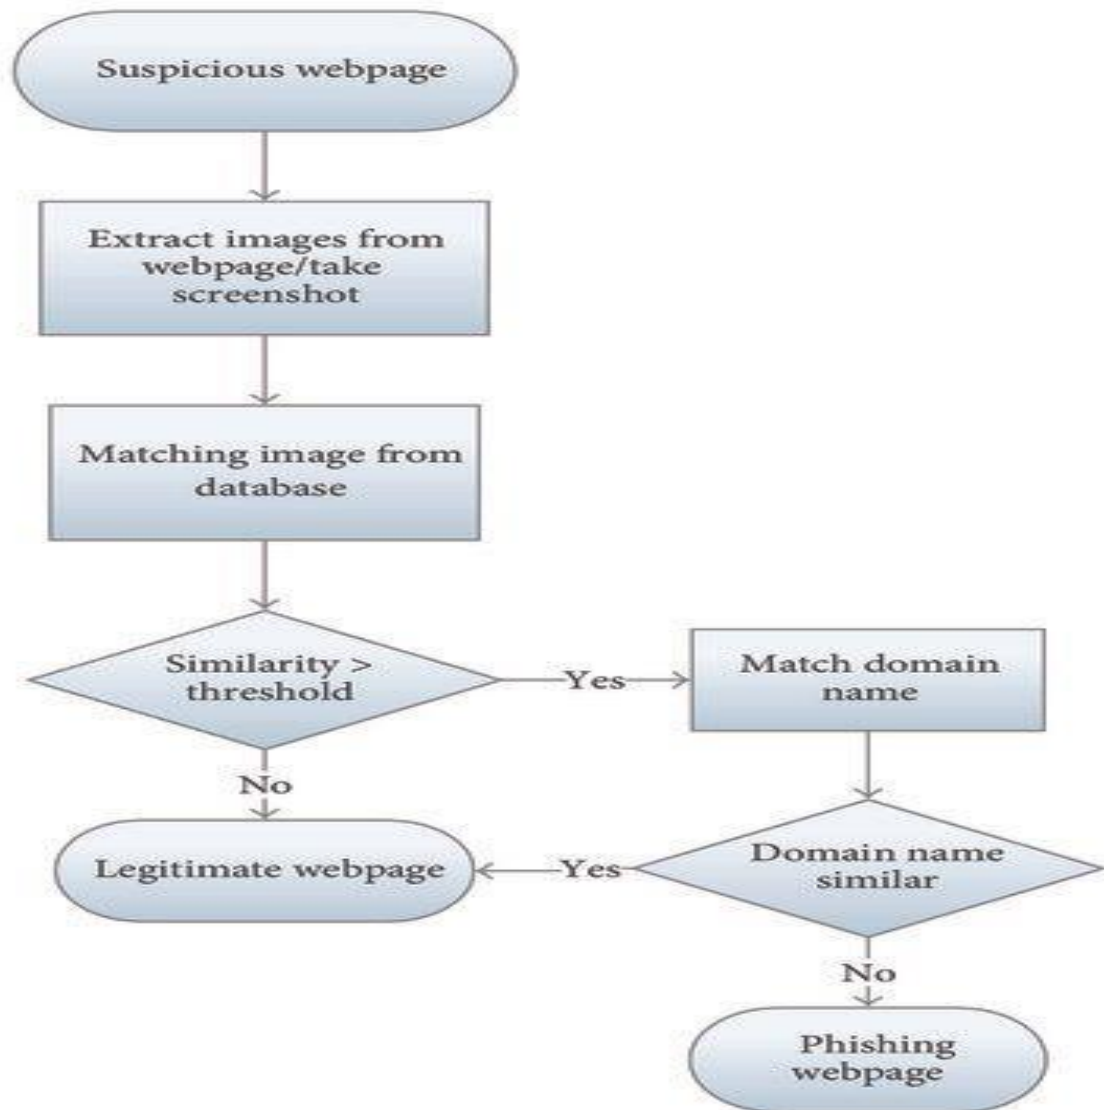 Suspicious webpage
Extract images from
webpage/take
screenshot
Matching image from
database
Similarity >
threshold
Yes
Match domain
name
No
Legitimate webpage
Yes
Domain name
similar
No
Phishing
webpage